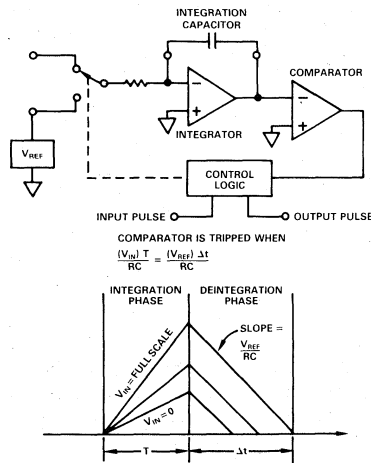 INTEGRATION
CAPACITOR
COMPARATOR
−
+
INTEGRATOR
−
+
V_REF
CONTROL
LOGIC
INPUT PULSE
OUTPUT PULSE
COMPARATOR IS TRIPPED WHEN
(V_IN) T / RC = (V_REF) Δt / RC
INTEGRATION
PHASE
DEINTEGRATION
PHASE
SLOPE =
V_REF / RC
V_IN = FULL SCALE
V_IN = 0
T
Δt